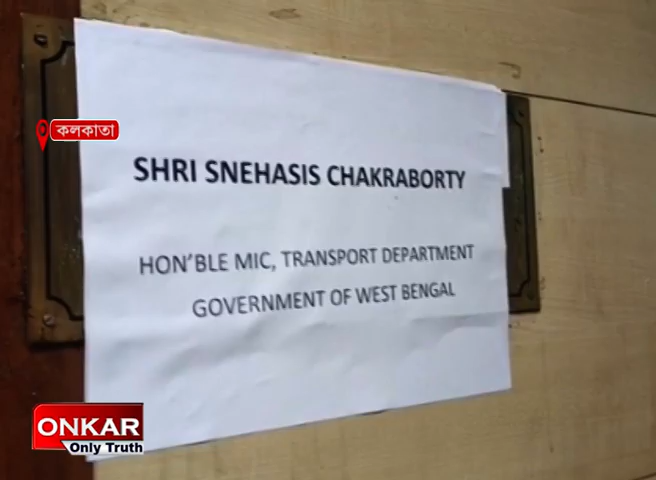 কলকাতা
SHRI SNEHASIS CHAKRABORTY
HON'BLE MIC, TRANSPORT DEPARTMENT
GOVERNMENT OF WEST BENGAL
ONKAR
Only Truth